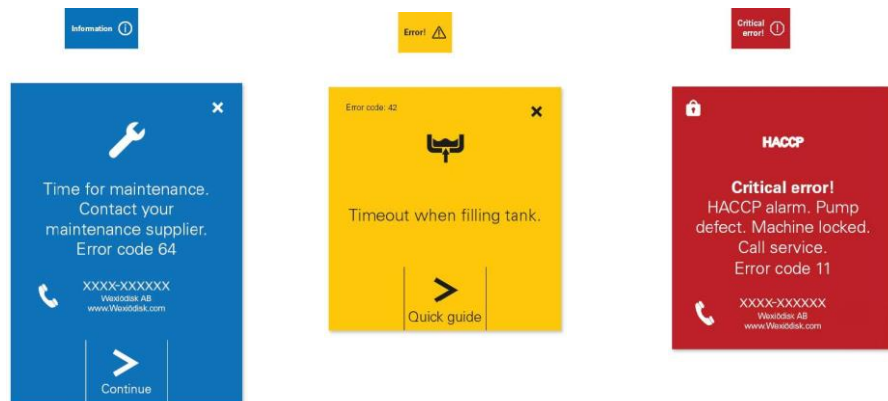 Information
Error!
Critical
error!
Time for maintenance.
Contact your
maintenance supplier.
Error code 64
XXXX-XXXXXX
Wexiödisk AB
www.Wexiödisk.com
Continue
Error code: 42
Timeout when filling tank.
Quick guide
HACCP
Critical error!
HACCP alarm. Pump
defect. Machine locked.
Call service.
Error code 11
XXXX-XXXXXX
Wexiödisk AB
www.Wexiödisk.com